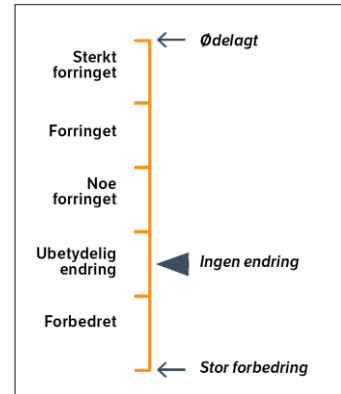 Ødelagt
Sterkt
forringet
Forringet
Noe
forringet
Ubetydelig
endring
Ingen endring
Forbedret
Stor forbedring